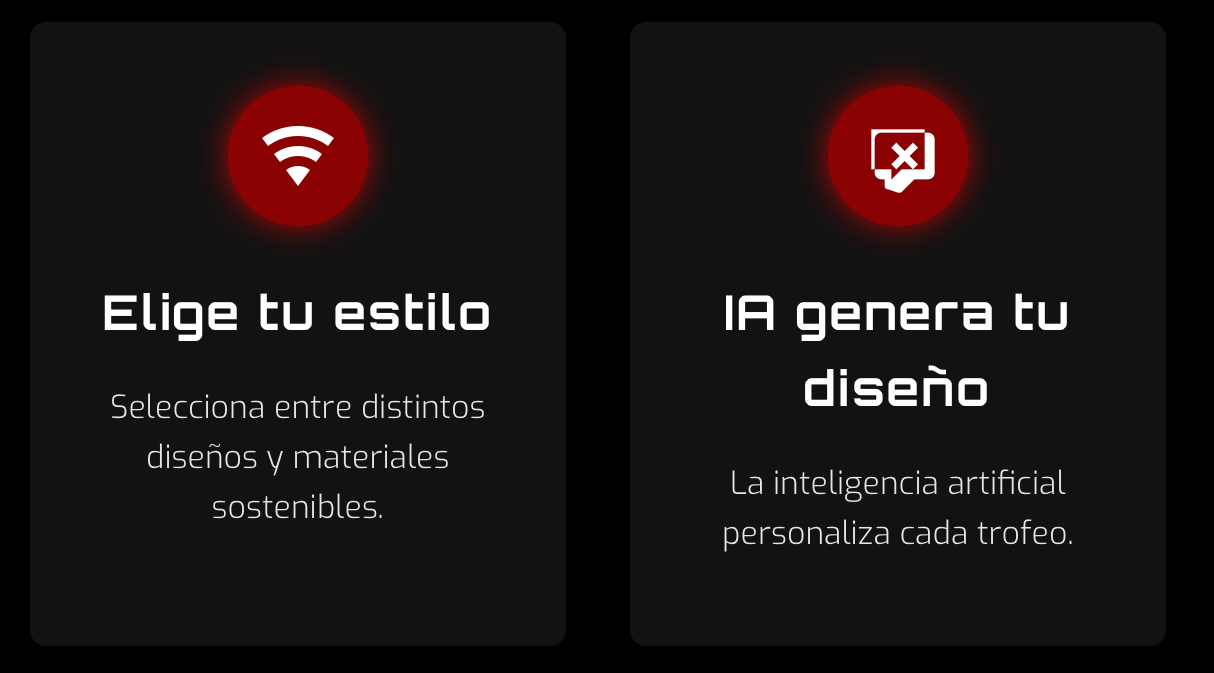 Elige tu estilo
Selecciona entre distintos
diseños y materiales
sostenibles.
IA genera tu
diseño
La inteligencia artificial
personaliza cada trofeo.